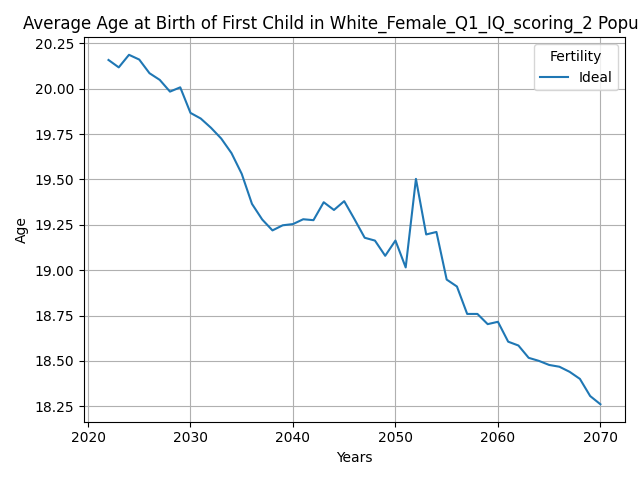 Average Age at Birth of First Child in White_Female_Q1_IQ_scoring_2 Popu
20.25
20.00
19.75
19.50
19.25
19.00
18.75
18.50
18.25
Age
Fertility
Ideal
2020 2030 2040 2050 2060 2070
Years